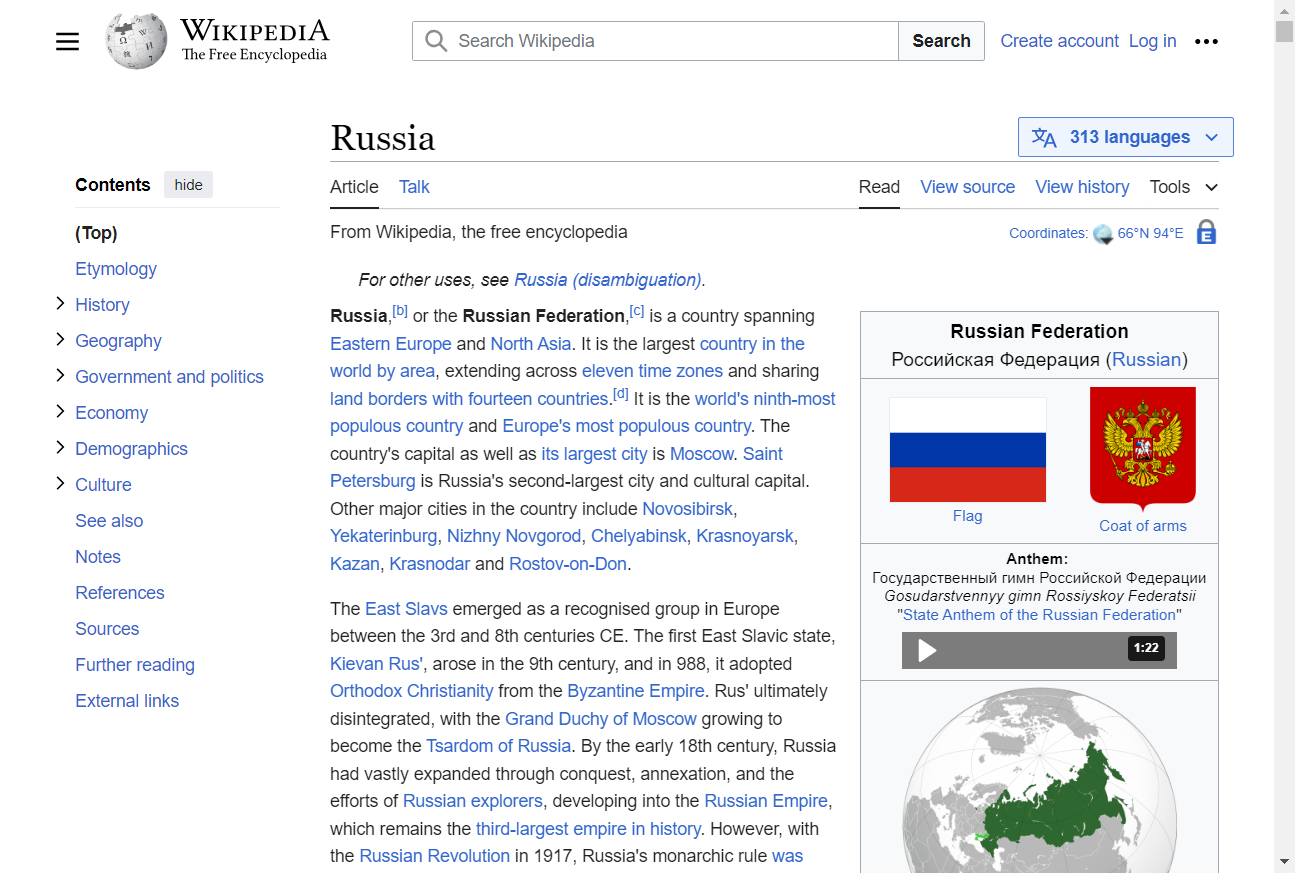 WIKIPEDIA
The Free Encyclopedia
Search Wikipedia
Search
Create account
Log in
Russia
313 languages
Contents
hide
(Top)
Etymology
History
Geography
Government and politics
Economy
Demographics
Culture
See also
Notes
References
Sources
Further reading
External links
Article
Talk
Read
View source
View history
Tools
From Wikipedia, the free encyclopedia
Coordinates: 66°N 94°E
E
For other uses, see Russia (disambiguation).
Russia,[b] or the Russian Federation,[c] is a country spanning
Eastern Europe and North Asia. It is the largest country in the
world by area, extending across eleven time zones and sharing
land borders with fourteen countries.[d] It is the world's ninth-most
populous country and Europe's most populous country. The
country's capital as well as its largest city is Moscow. Saint
Petersburg is Russia's second-largest city and cultural capital.
Other major cities in the country include Novosibirsk,
Yekaterinburg, Nizhny Novgorod, Chelyabinsk, Krasnoyarsk,
Kazan, Krasnodar and Rostov-on-Don.
The East Slavs emerged as a recognised group in Europe
between the 3rd and 8th centuries CE. The first East Slavic state,
Kievan Rus', arose in the 9th century, and in 988, it adopted
Orthodox Christianity from the Byzantine Empire. Rus' ultimately
disintegrated, with the Grand Duchy of Moscow growing to
become the Tsardom of Russia. By the early 18th century, Russia
had vastly expanded through conquest, annexation, and the
efforts of Russian explorers, developing into the Russian Empire,
which remains the third-largest empire in history. However, with
the Russian Revolution in 1917, Russia's monarchic rule was
Russian Federation
Российская Федерация (Russian)
Flag
Coat of arms
Anthem:
Государственный гимн Российской Федерации
Gosudarstvennyy gimn Rossiyskoy Federatsii
"State Anthem of the Russian Federation"
1:22